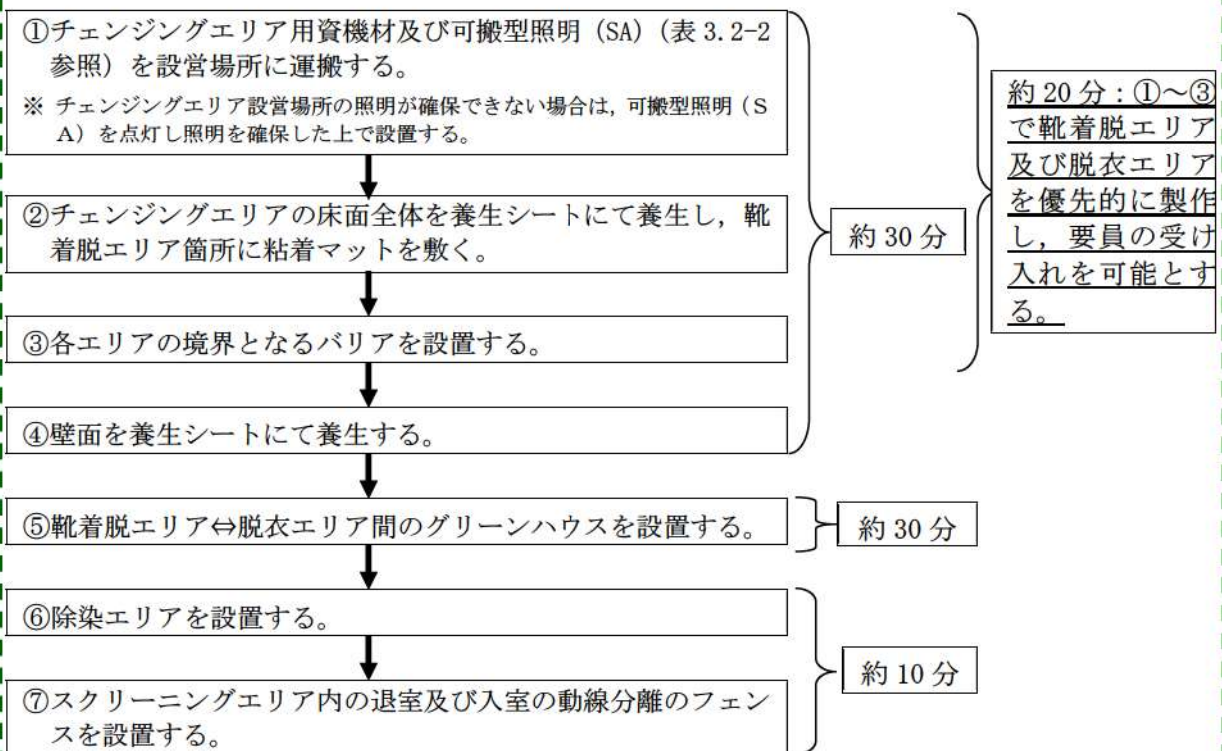 ①チェンジングエリア用資機材及び可搬型照明（SA）（表 3.2-2
参照）を設営場所に運搬する。
※ チェンジングエリア設営場所の照明が確保できない場合は，可搬型照明（Ｓ
Ａ）を点灯し照明を確保した上で設置する。
②チェンジングエリアの床面全体を養生シートにて養生し，靴
着脱エリア箇所に粘着マットを敷く。
③各エリアの境界となるバリアを設置する。
④壁面を養生シートにて養生する。
約 30 分
約 20 分：①～③
で靴着脱エリア
及び脱衣エリア
を優先的に製作
し，要員の受け
入れを可能とす
る。
⑤靴着脱エリア⇔脱衣エリア間のグリーンハウスを設置する。
約 30 分
⑥除染エリアを設置する。
⑦スクリーニングエリア内の退室及び入室の動線分離のフェン
スを設置する。
約 10 分